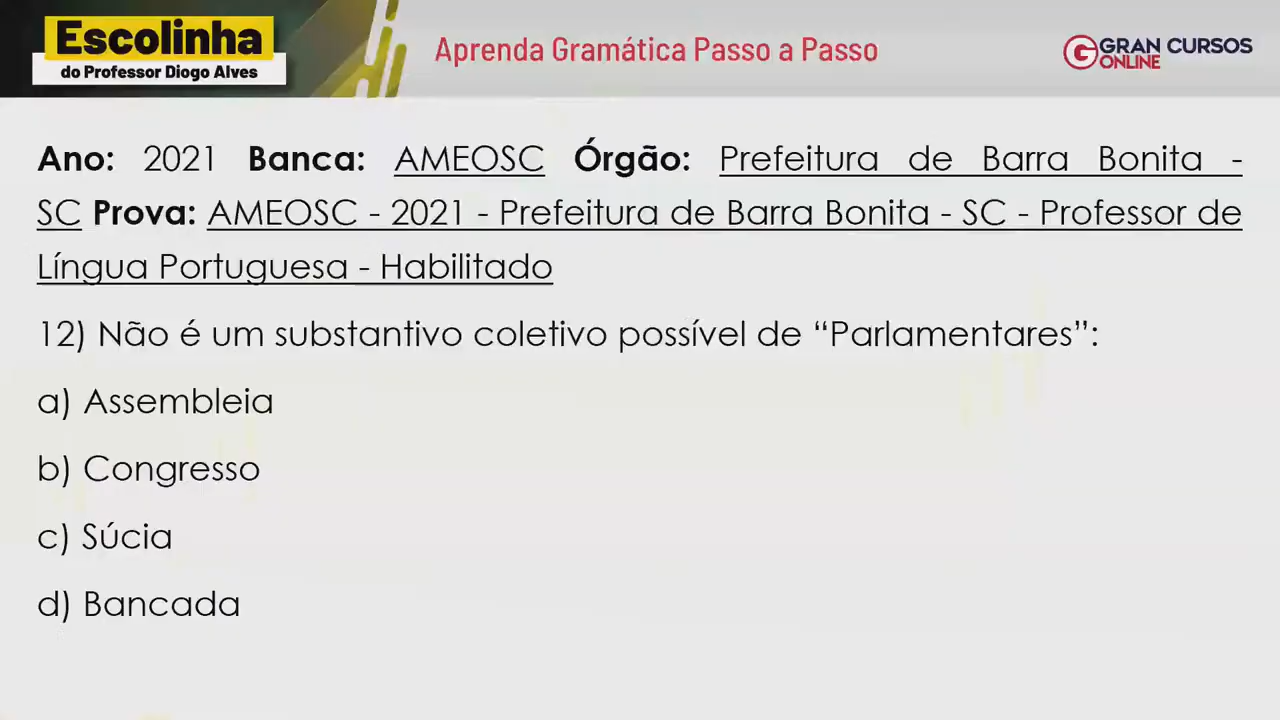 Escolinha
do Professor Diogo Alves
Aprenda Gramática Passo a Passo
GRAN CURSOS
ONLINE
Ano: 2021 Banca: AMEOSC Órgão: Prefeitura de Barra Bonita -
SC Prova: AMEOSC - 2021 - Prefeitura de Barra Bonita - SC - Professor de
Língua Portuguesa - Habilitado
12) Não é um substantivo coletivo possível de “Parlamentares”:
a) Assembleia
b) Congresso
c) Súcia
d) Bancada